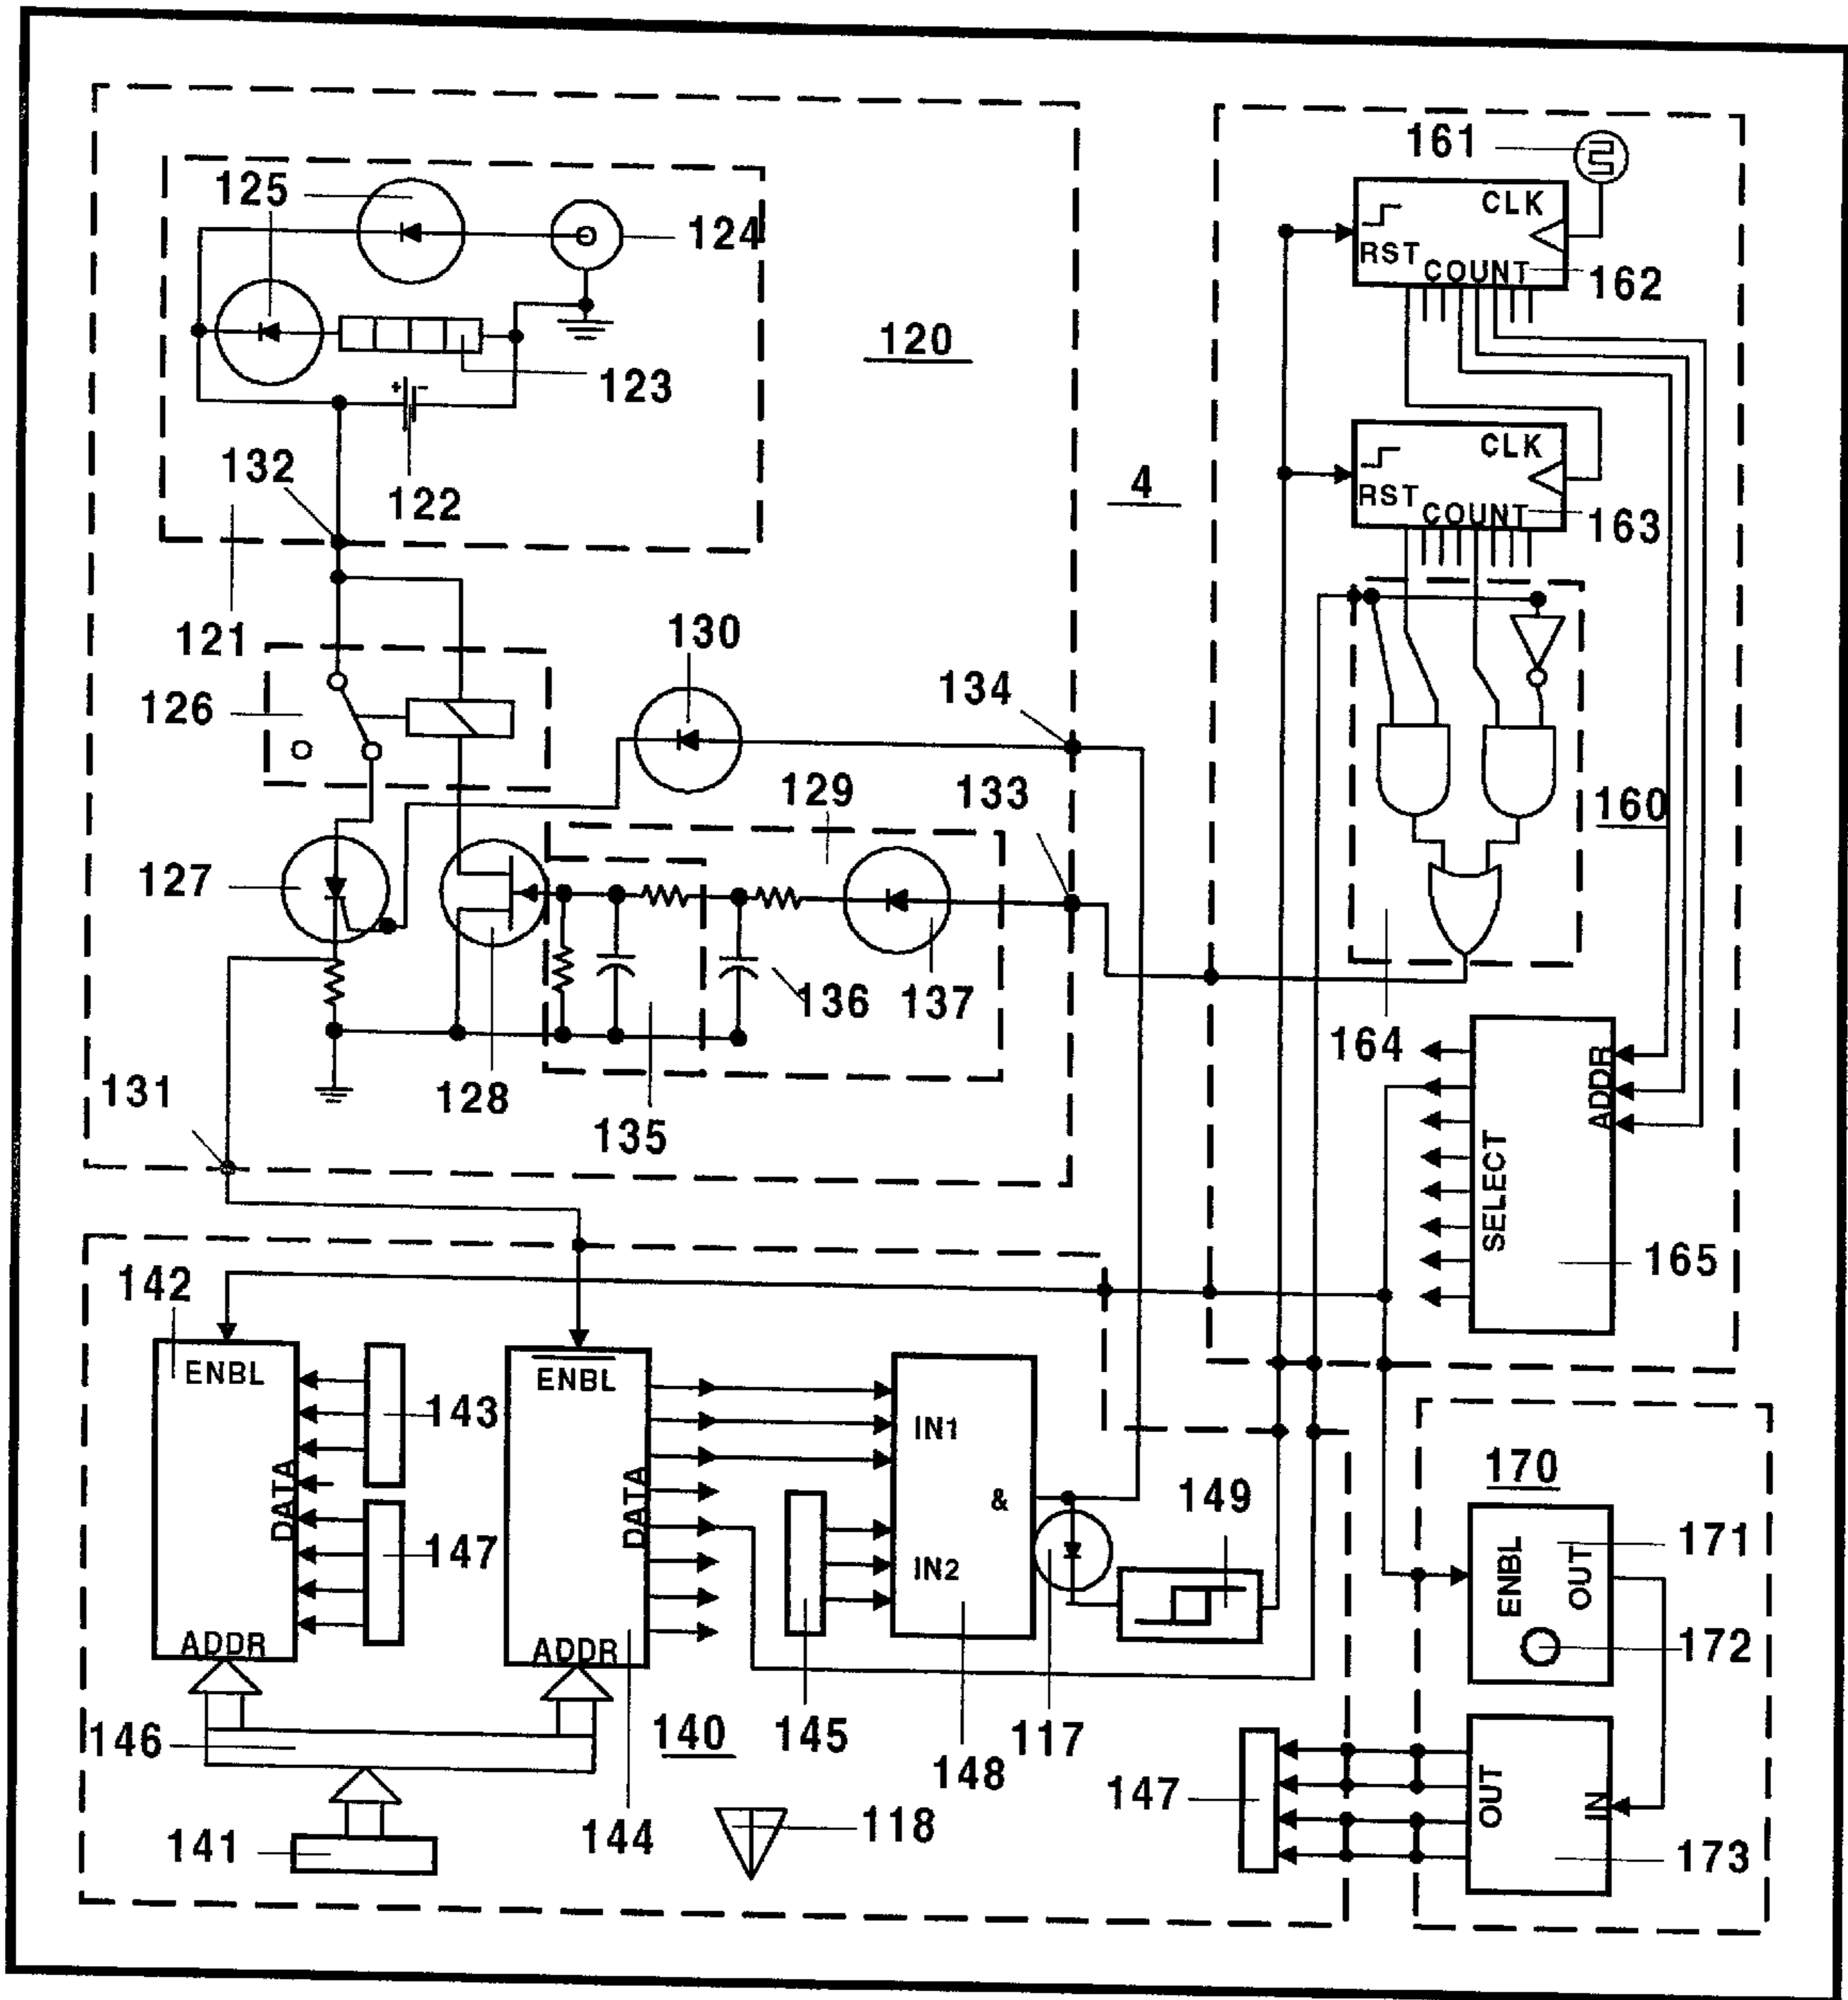 161
125
CLK
124
RST
COUNT
162
120
123
132
4
CLK
122
RST
COUNT
163
121
130
134
126
129
133
160
127
136
137
164
ADDR
128
131
135
SELECT
165
142
ENBL
ENBL
143
IN1
170
DATA
DATA
&
149
147
IN2
ENBL
OUT
171
ADDR
ADDR
172
146
140
145
117
148
147
OUT
IN
144
118
141
173